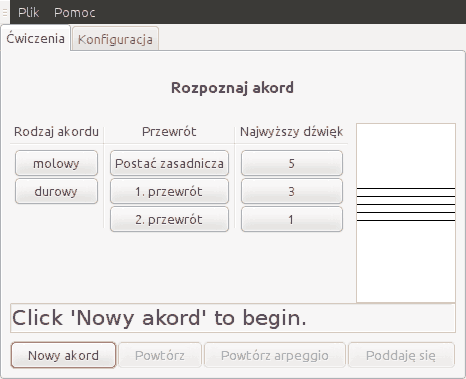 Plik Pomoc
Ćwiczenia Konfiguracja
Rozpoznaj akord
Rodzaj akordu Przewrót Najwyższy dźwięk
molowy Postać zasadnicza 5
durowy 1. przewrót 3
2. przewrót 1
Click 'Nowy akord' to begin.
Nowy akord Powtórz Powtórz arpeggio Poddaję się